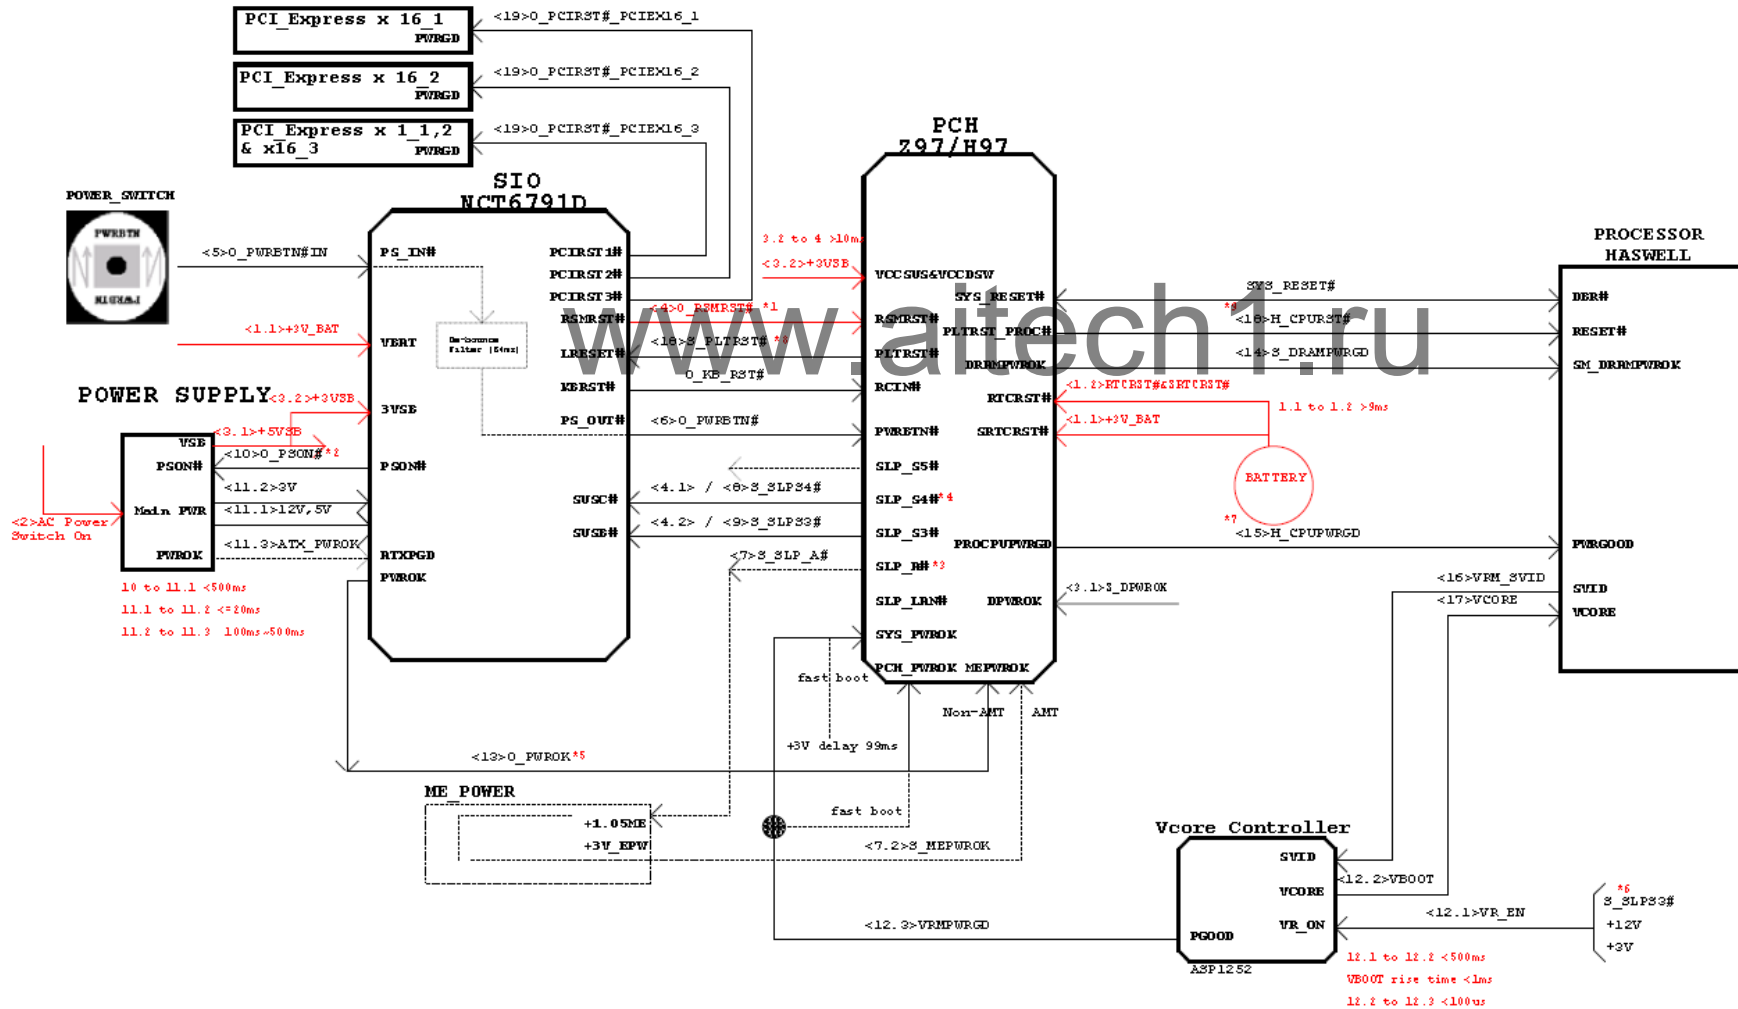 PCI_Express x 16_1
PWRGD
<19>O_PCIRST#_PCIEX16_1
PCI_Express x 16_2
PWRGD
<19>O_PCIRST#_PCIEX16_2
PCI_Express x 1_1,2
& x16_3
PWRGD
<19>O_PCIRST#_PCIEX16_3
POWER_SWITCH
PWRBTN
PWRBTN
<5>O_PWRBTN#IN
<1.1>+3V_BAT
POWER SUPPLY
<3.2>+3VSB
<3.1>+5VSB
VSB
PSON#
Main PWR
PWROK
<10>O_PSON# *2
<11.2>3V
<11.1>12V,5V
<11.3>ATX_PWROK
<2>AC Power
Switch On
10 to 11.1 <500ms
11.1 to 11.2 <=20ms
11.2 to 11.3 100ms~500ms
SIO
NCT6791D
PS_IN#
VBAT
3VSB
PSON#
ATXPGD
PWROK
De-bounce
Filter (64ms)
PCIRST1#
PCIRST2#
PCIRST3#
RSMRST#
LRESET#
KBRST#
PS_OUT#
SUSC#
SUSB#
3.2 to 4 >10ms
<3.2>+3VSB
<4>O_RSMRST# *1
<18>S_PLTRST# *8
O_KB_RST#
<6>O_PWRBTN#
<4.1> / <8>S_SLPS4#
<4.2> / <9>S_SLPS3#
<7>S_SLP_A#
PCH
Z97/H97
VCCSUS&VCCDSW
RSMRST#
PLTRST#
RCIN#
PWRBTN#
SLP_S5#
SLP_S4# *4
SLP_S3#
SLP_A# *3
SLP_LAN#
SYS_PWROK
PCH_PWROK MEPWROK
SYS_RESET#
PLTRST_PROC#
DRAMPWROK
RTCRST#
SRTCRST#
PROCPUPWRGD
DPWROK
www.aitech1.ru
SYS_RESET#
*9
<18>H_CPURST#
<14>S_DRAMPWRGD
<1.2>RTCRST#&SRTCRST#
1.1 to 1.2 >9ms
<1.1>+3V_BAT
BATTERY
*7
<15>H_CPUPWRGD
<3.1>S_DPWROK
<16>VRM_SVID
<17>VCORE
PROCESSOR
HASWELL
DBR#
RESET#
SM_DRAMPWROK
PWRGOOD
SVID
VCORE
fast boot
Non-AMT
AMT
+3V delay 99ms
<13>O_PWROK *5
ME_POWER
+1.05ME
+3V_EPW
fast boot
<7.2>S_MEPWROK
<12.3>VRMPWRGD
Vcore Controller
SVID
VCORE
VR_ON
PGOOD
ASP1252
<12.2>VBOOT
<12.1>VR_EN
*6
S_SLPS3#
+12V
+3V
12.1 to 12.2 <500ms
VBOOT rise time <1ms
12.2 to 12.3 <100us